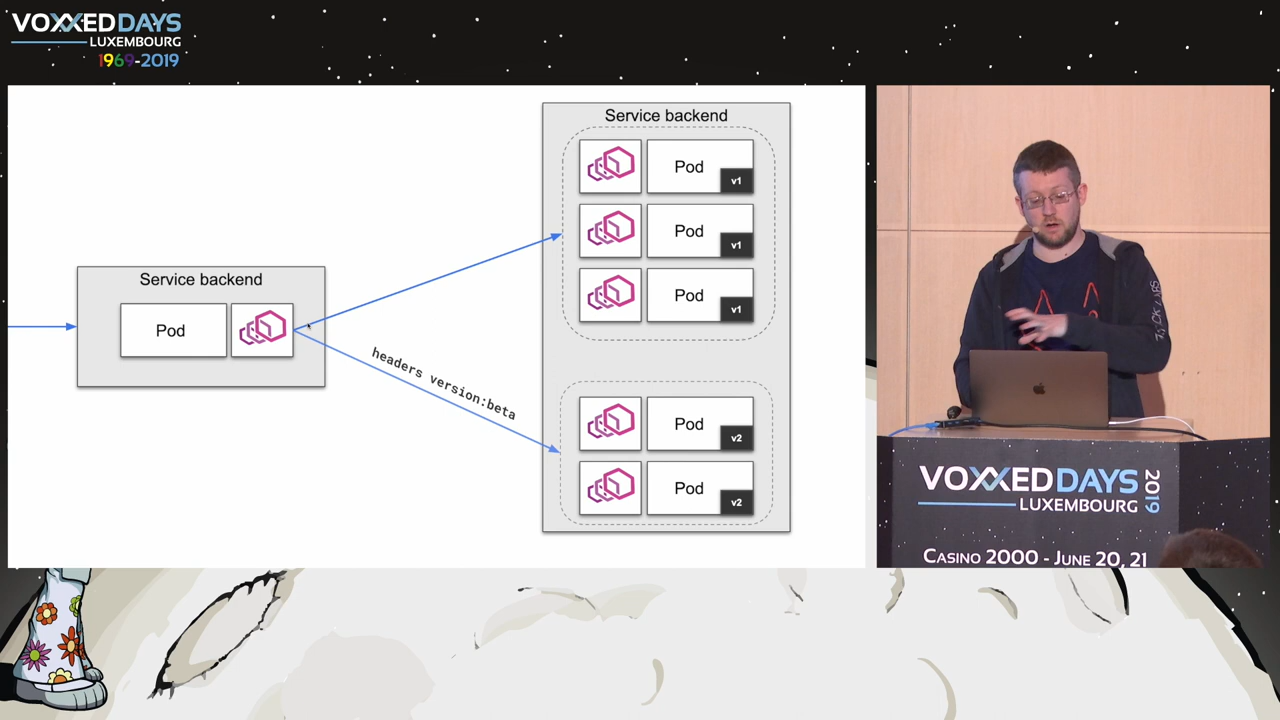 VOXXED DAYS
LUXEMBOURG
1969-2019
Service backend
Pod
headers version:beta
Service backend
Pod
v1
Pod
v1
Pod
v1
Pod
v2
Pod
v2
VOXXED DAYS
LUXEMBOURG
2019
CASINO 2000 - JUNE 20, 21